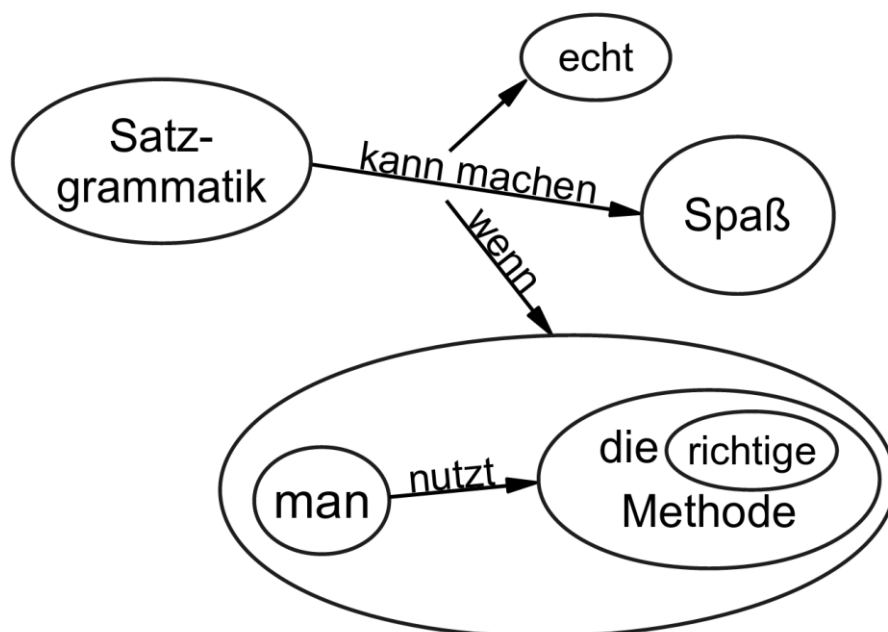 echt
Satz-
grammatik
kann machen
Spaß
wenn
man
nutzt
die richtige
Methode